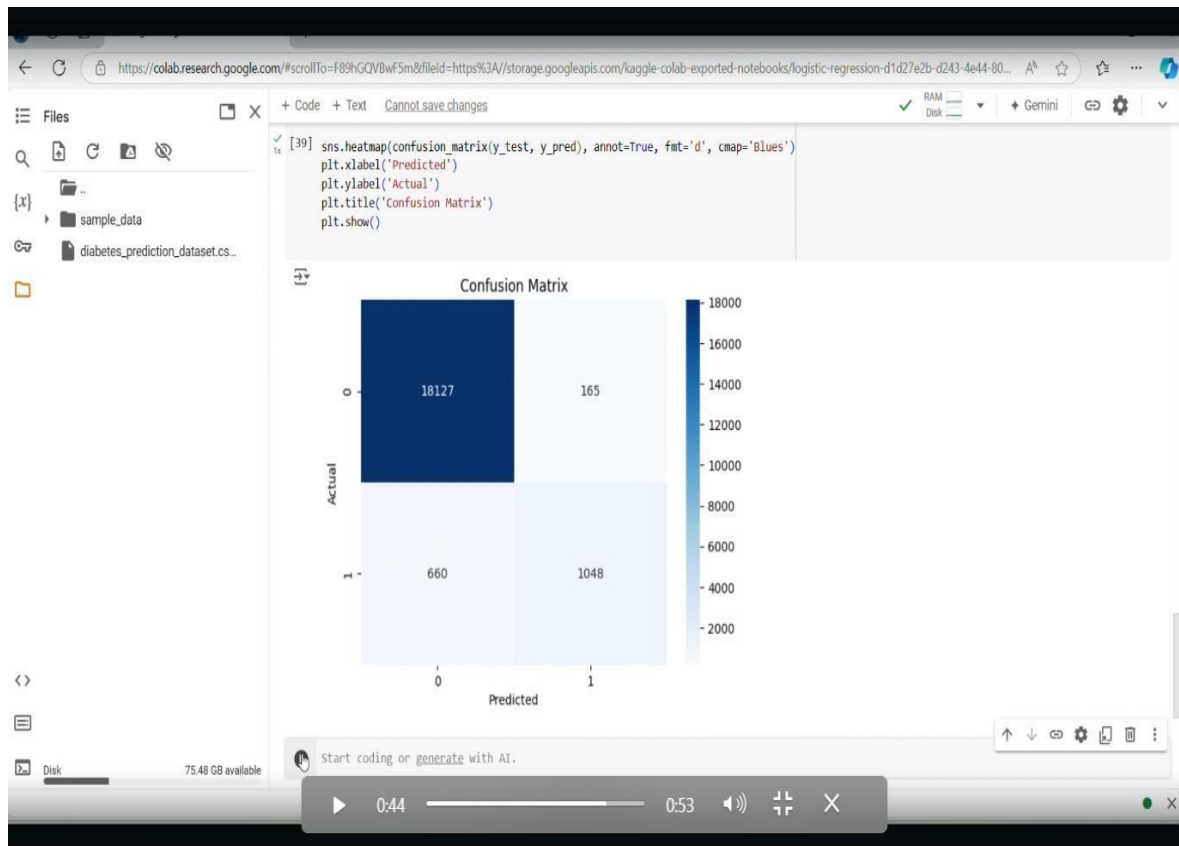 https://colab.research.google.com/#scrollTo=F89hGQVBwF5m&fileId=https%3A//storage.googleapis.com/kaggle-colab-exported-notebooks/logistic-regression-d1d27e2b-d243-4e44-80...
Files
+ Code + Text Cannot save changes
RAM
Disk
Gemini
..
sample_data
diabetes_prediction_dataset.cs...
{x}
[39] sns.heatmap(confusion_matrix(y_test, y_pred), annot=True, fmt='d', cmap='Blues')
1s
plt.xlabel('Predicted')
plt.ylabel('Actual')
plt.title('Confusion Matrix')
plt.show()
Confusion Matrix
18000
16000
14000
12000
10000
8000
6000
4000
2000
0
18127 165
Actual
1
660 1048
0 1
Predicted
Start coding or generate with AI.
Disk 75.48 GB available
0:44 0:53